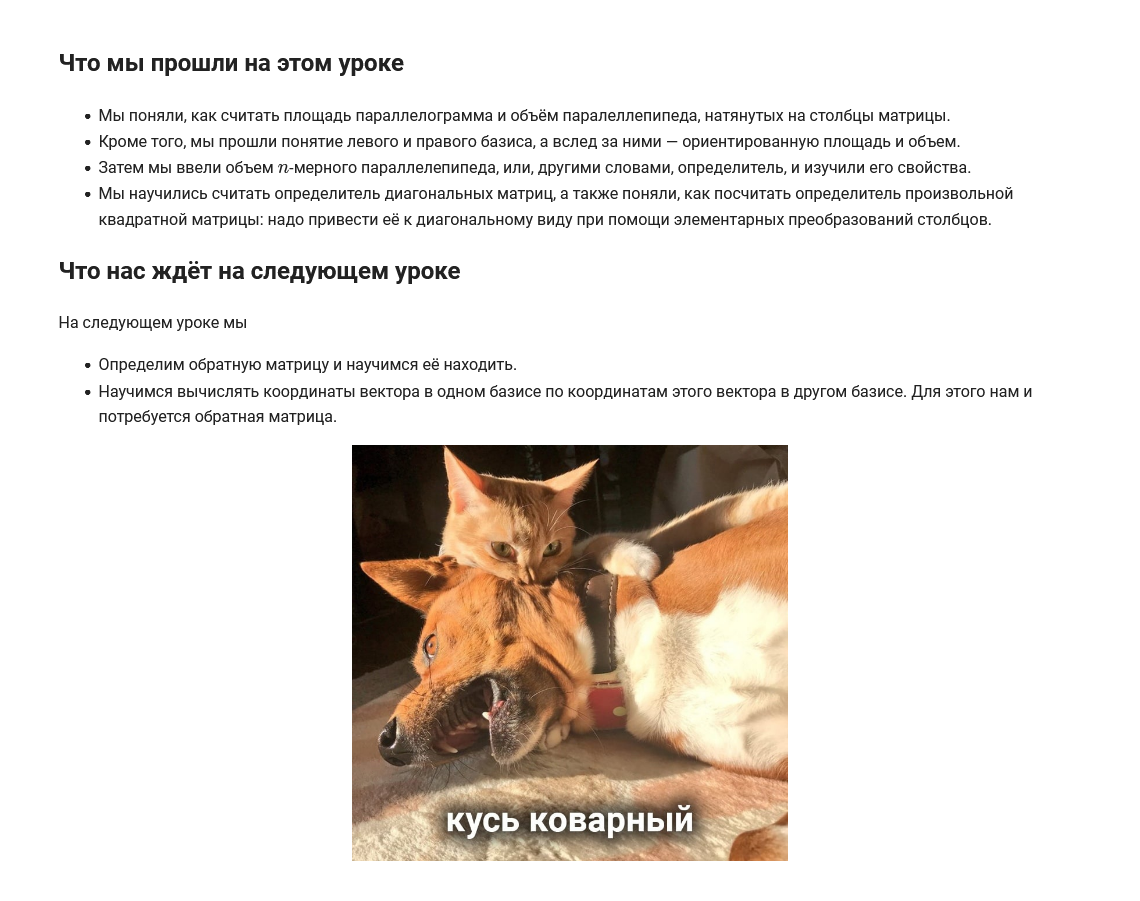 Что мы прошли на этом уроке
• Мы поняли, как считать площадь параллелограмма и объём паралеллепипеда, натянутых на столбцы матрицы.
• Кроме того, мы прошли понятие левого и правого базиса, а вслед за ними — ориентированную площадь и объем.
• Затем мы ввели объем n-мерного параллелепипеда, или, другими словами, определитель, и изучили его свойства.
• Мы научились считать определитель диагональных матриц, а также поняли, как посчитать определитель произвольной
квадратной матрицы: надо привести её к диагональному виду при помощи элементарных преобразований столбцов.
Что нас ждёт на следующем уроке
На следующем уроке мы
• Определим обратную матрицу и научимся её находить.
• Научимся вычислять координаты вектора в одном базисе по координатам этого вектора в другом базисе. Для этого нам и
потребуется обратная матрица.
кусь коварный